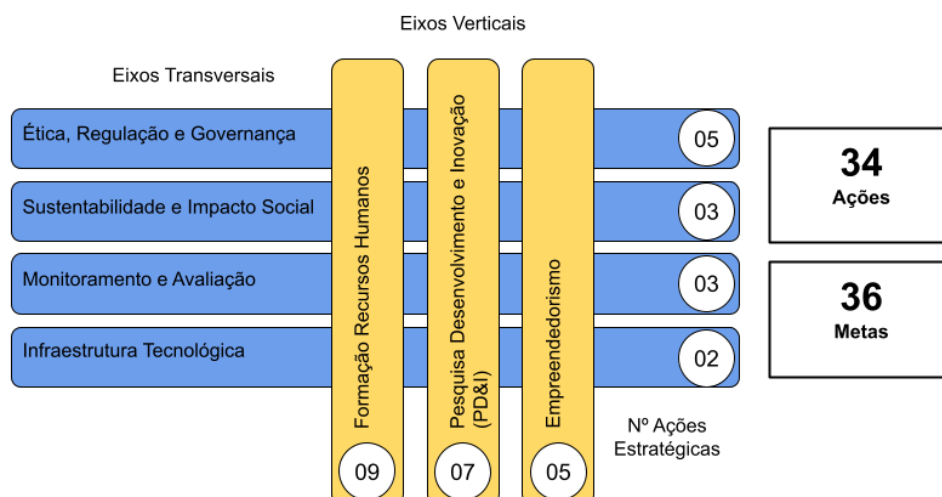 Eixos Verticais
Eixos Transversais
Ética, Regulação e Governança
05
Sustentabilidade e Impacto Social
03
Monitoramento e Avaliação
03
Infraestrutura Tecnológica
02
Formação Recursos Humanos
09
Pesquisa Desenvolvimento e Inovação
(PD&I)
07
Empreendedorismo
05
Nº Ações
Estratégicas
34
Ações
36
Metas